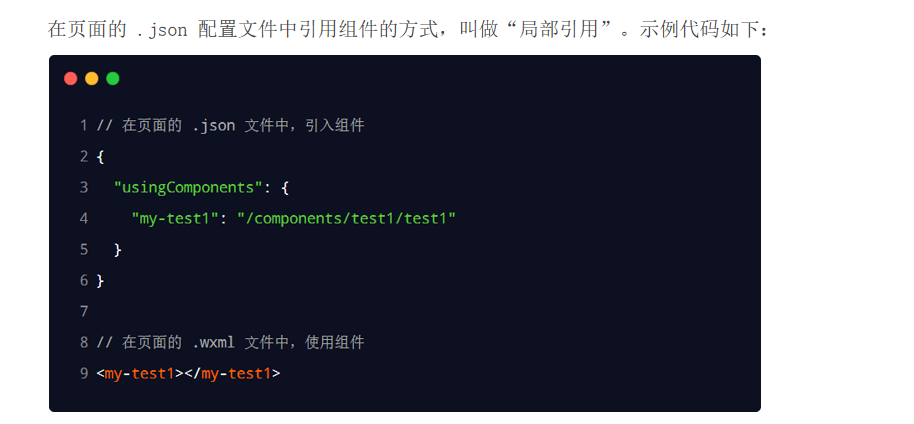 在页面的 .json 配置文件中引用组件的方式，叫做“局部引用”。示例代码如下：
1 // 在页面的 .json 文件中，引入组件
2 {
3   "usingComponents": {
4     "my-test1": "/components/test1/test1"
5   }
6 }
7
8 // 在页面的 .wxml 文件中，使用组件
9 <my-test1></my-test1>